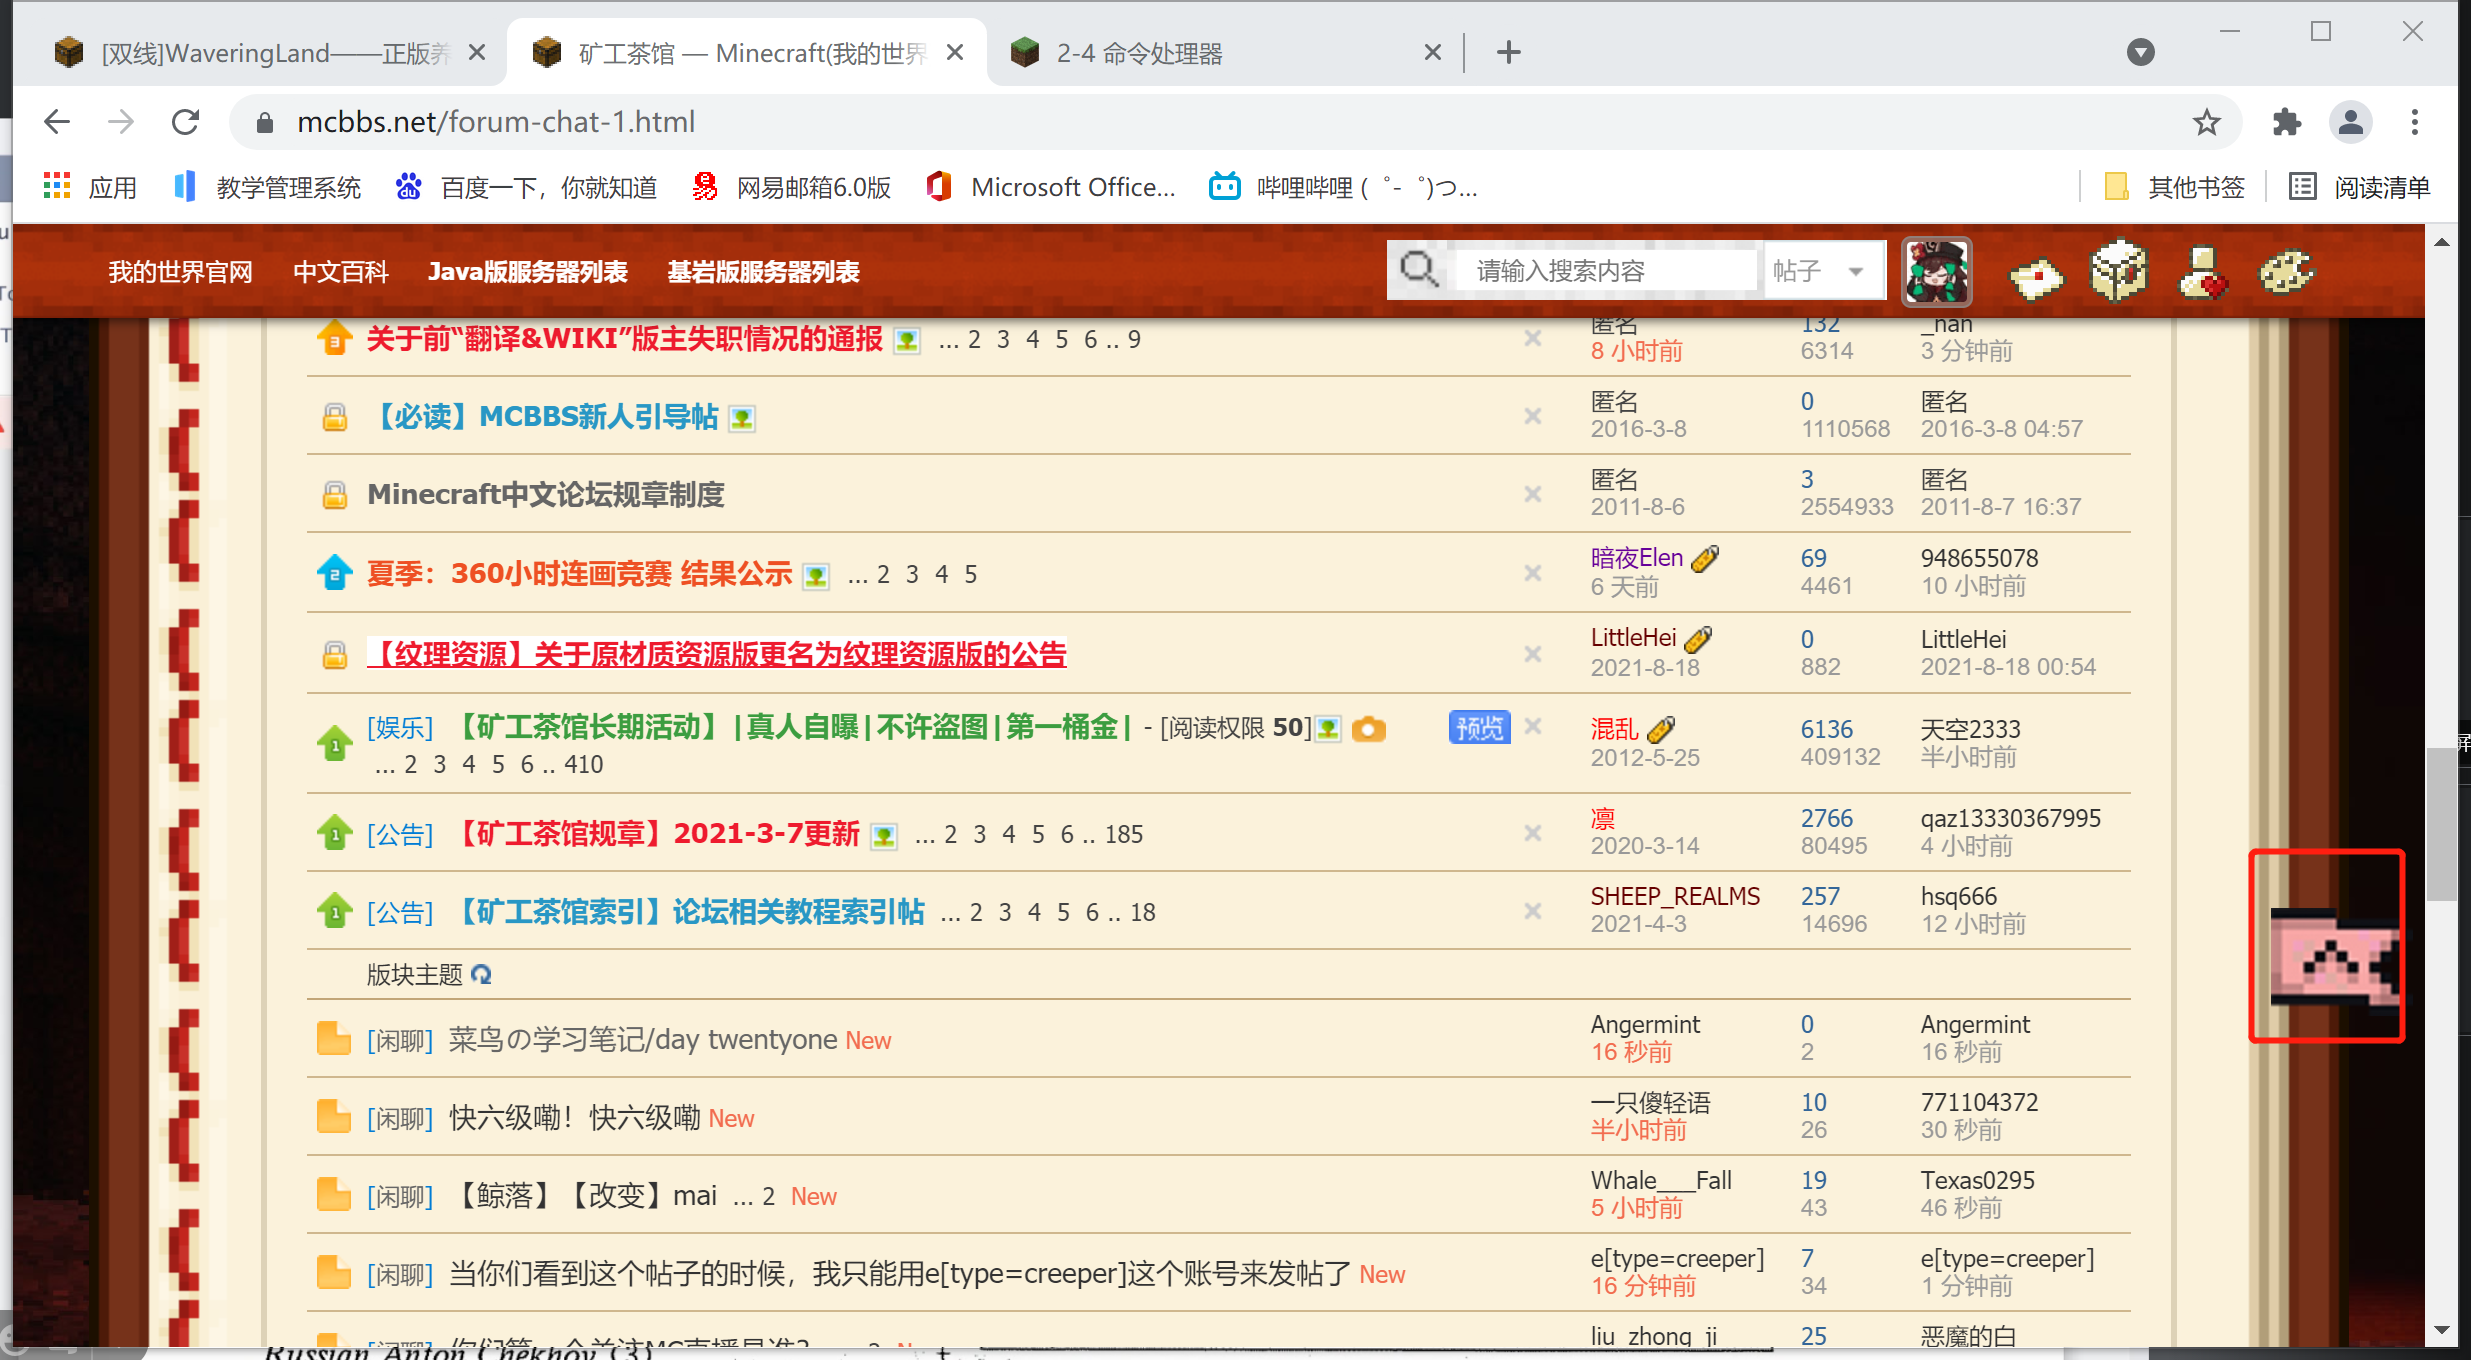 [双线]WaveringLand——正版养
矿工茶馆 — Minecraft(我的世界
2-4 命令处理器
mcbbs.net/forum-chat-1.html
应用
教学管理系统
百度一下，你就知道
网易邮箱6.0版
Microsoft Office...
哔哩哔哩 (゜-゜)つ...
其他书签
阅读清单
我的世界官网 中文百科 Java版服务器列表 基岩版服务器列表
请输入搜索内容 帖子
关于前“翻译&WIKI”版主失职情况的通报 ... 2 3 4 5 6 .. 9
匿名 132 _nan
8 小时前 6314 3 分钟前
【必读】MCBBS新人引导帖
匿名 0 匿名
2016-3-8 1110568 2016-3-8 04:57
Minecraft中文论坛规章制度
匿名 3 匿名
2011-8-6 2554933 2011-8-7 16:37
夏季：360小时连画竞赛 结果公示 ... 2 3 4 5
暗夜Elen 69 948655078
6 天前 4461 10 小时前
【纹理资源】关于原材质资源版更名为纹理资源版的公告
LittleHei 0 LittleHei
2021-8-18 882 2021-8-18 00:54
[娱乐] 【矿工茶馆长期活动】|真人自曝|不许盗图|第一桶金| - [阅读权限 50] 预览
... 2 3 4 5 6 .. 410
混乱 6136 天空2333
2012-5-25 409132 半小时前
[公告] 【矿工茶馆规章】2021-3-7更新 ... 2 3 4 5 6 .. 185
凛 2766 qaz13330367995
2020-3-14 80495 4 小时前
[公告] 【矿工茶馆索引】论坛相关教程索引帖 ... 2 3 4 5 6 .. 18
SHEEP_REALMS 257 hsq666
2021-4-3 14696 12 小时前
版块主题
[闲聊] 菜鸟の学习笔记/day twentyone New
Angermint 0 Angermint
16 秒前 2 16 秒前
[闲聊] 快六级嘞！快六级嘞 New
一只傻轻语 10 771104372
半小时前 26 30 秒前
[闲聊] 【鲸落】【改变】mai ... 2 New
Whale___Fall 19 Texas0295
5 小时前 43 46 秒前
[闲聊] 当你们看到这个帖子的时候，我只能用e[type=creeper]这个账号来发帖了 New
e[type=creeper] 7 e[type=creeper]
16 分钟前 34 1 分钟前
liu_zhong_ji 25 恶魔的白
Russian Anton Chekhov (3)